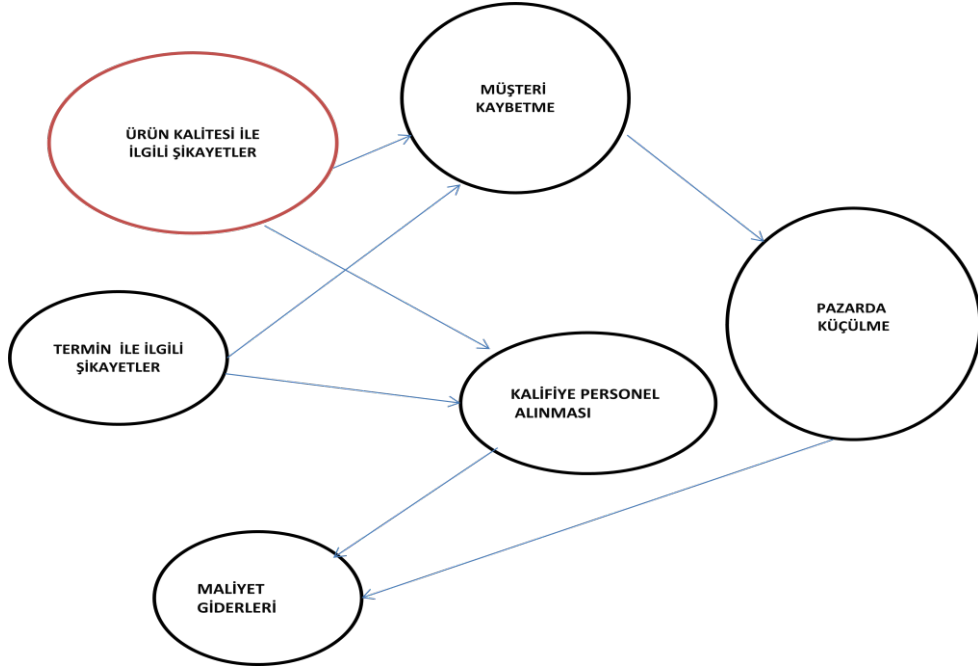 ÜRÜN KALİTESİ İLE
İLGİLİ ŞİKAYETLER
MÜŞTERİ
KAYBETME
PAZARDA
KÜÇÜLME
TERMİN İLE İLGİLİ
ŞİKAYETLER
KALİFİYE PERSONEL
ALINMASI
MALİYET
GİDERLERİ